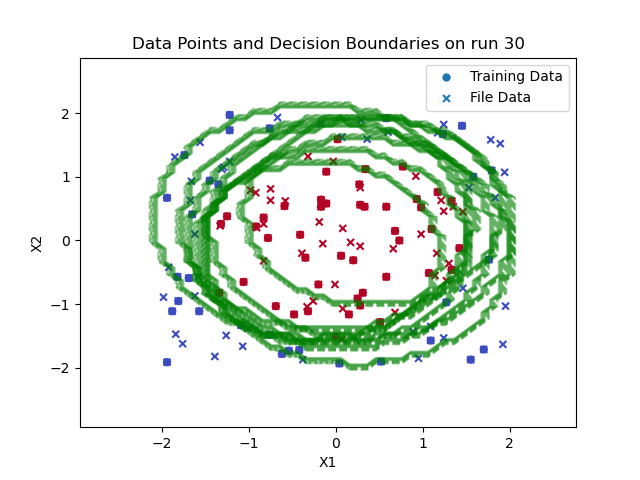 Data Points and Decision Boundaries on run 30
Training Data
File Data
2
1
0
−1
−2
X2
−2
−1
0
1
2
X1